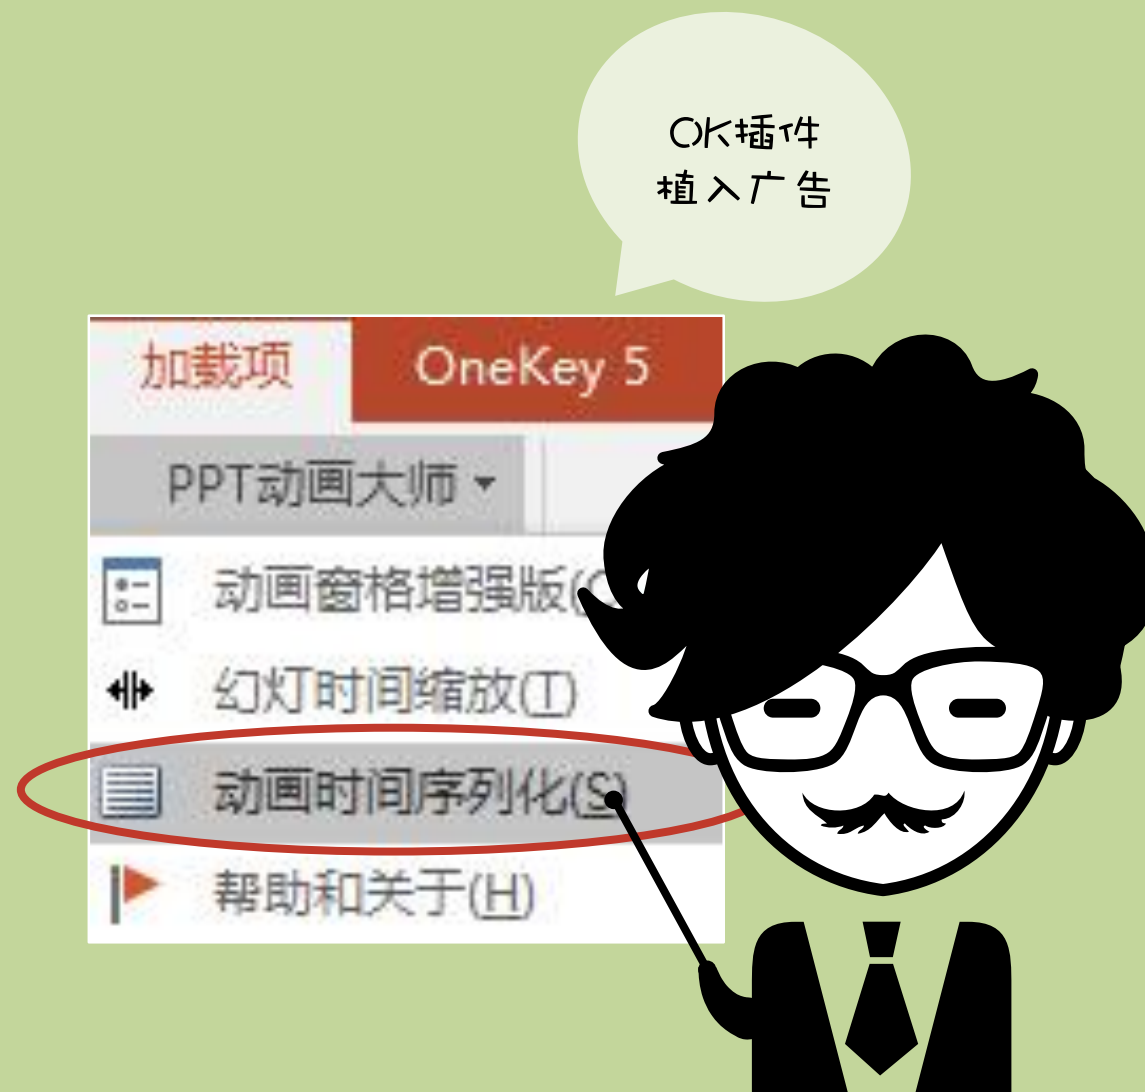 OK插件
植入广告
加载项 OneKey 5
PPT动画大师
动画窗格增强版(
幻灯时间缩放(T)
动画时间序列化(S)
帮助和关于(H)